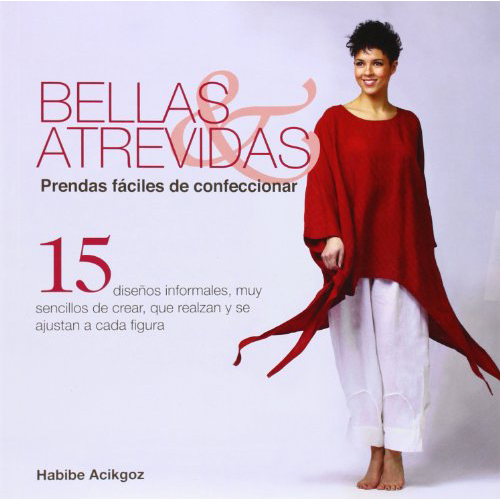 BELLAS &
ATREVIDAS
Prendas fáciles de confeccionar
15 diseños informales, muy
sencillos de crear, que realzan y se
ajustan a cada figura
Habibe Acikgoz